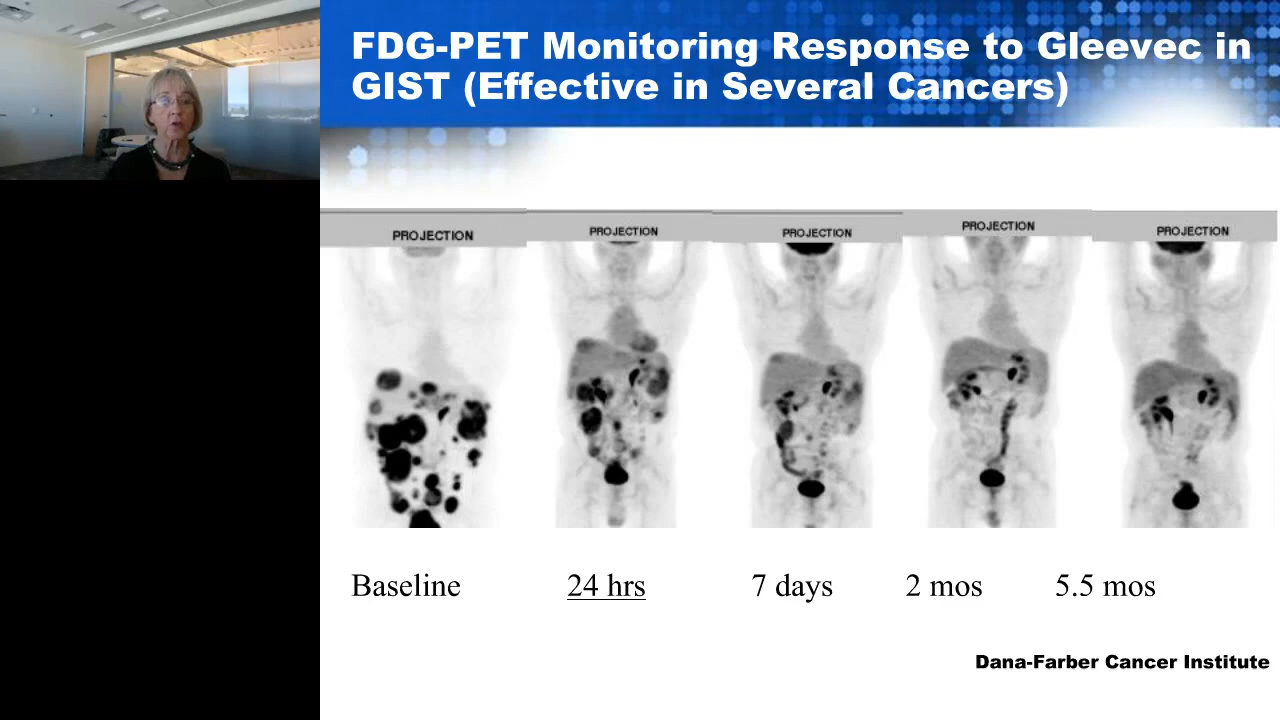 FDG-PET Monitoring Response to Gleevec in
GIST (Effective in Several Cancers)
PROJECTION
PROJECTION
PROJECTION
PROJECTION
PROJECTION
Baseline
24 hrs
7 days
2 mos
5.5 mos
Dana-Farber Cancer Institute